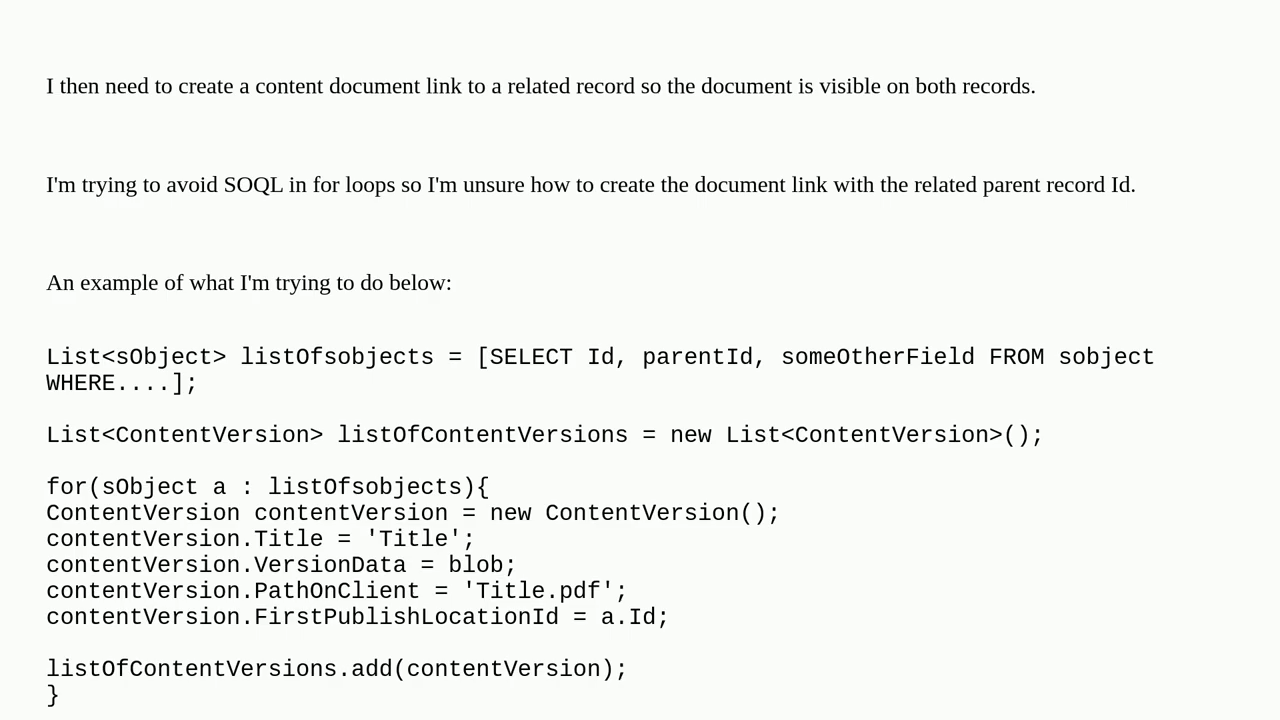 I then need to create a content document link to a related record so the document is visible on both records.
I'm trying to avoid SOQL in for loops so I'm unsure how to create the document link with the related parent record Id.
An example of what I'm trying to do below:
List<sObject> listOfsobjects = [SELECT Id, parentId, someOtherField FROM sobject
WHERE....];
List<ContentVersion> listOfContentVersions = new List<ContentVersion>();
for(sObject a : listOfsobjects){
ContentVersion contentVersion = new ContentVersion();
contentVersion.Title = 'Title';
contentVersion.VersionData = blob;
contentVersion.PathOnClient = 'Title.pdf';
contentVersion.FirstPublishLocationId = a.Id;
listOfContentVersions.add(contentVersion);
}